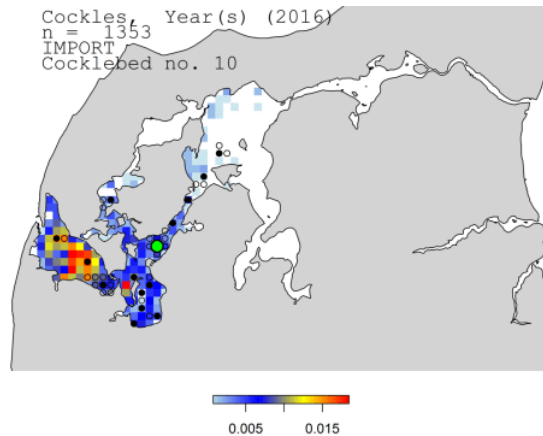 Cockles, Year(s) (2016)
n = 1353
IMPORT
Cocklebed no. 10
0.005 0.015